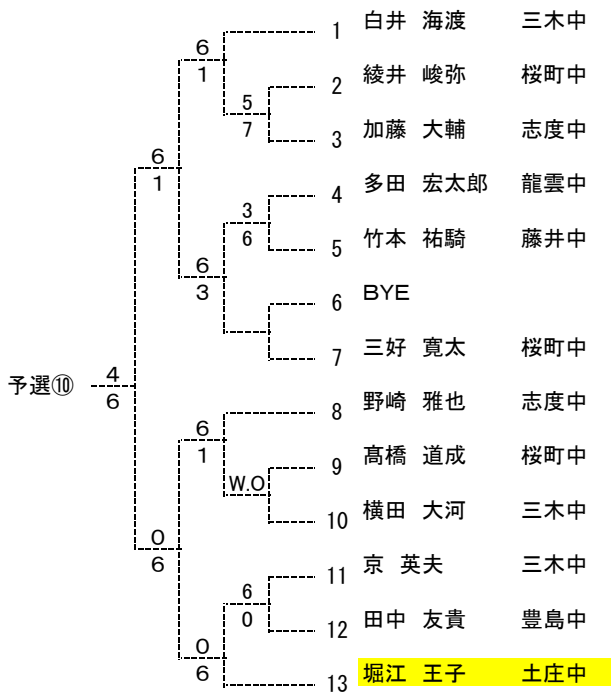 1 白井 海渡 三木中
6
1
2 綾井 峻弥 桜町中
5
7
3 加藤 大輔 志度中
6
1
4 多田 宏太郎 龍雲中
3
6
5 竹本 祐騎 藤井中
6
3
6 BYE
7 三好 寛太 桜町中
予選⑩
4
6
8 野崎 雅也 志度中
6
1
9 髙橋 道成 桜町中
W.O
10 横田 大河 三木中
0
6
11 京 英夫 三木中
6
0
12 田中 友貴 豊島中
0
6
13 堀江 王子 土庄中